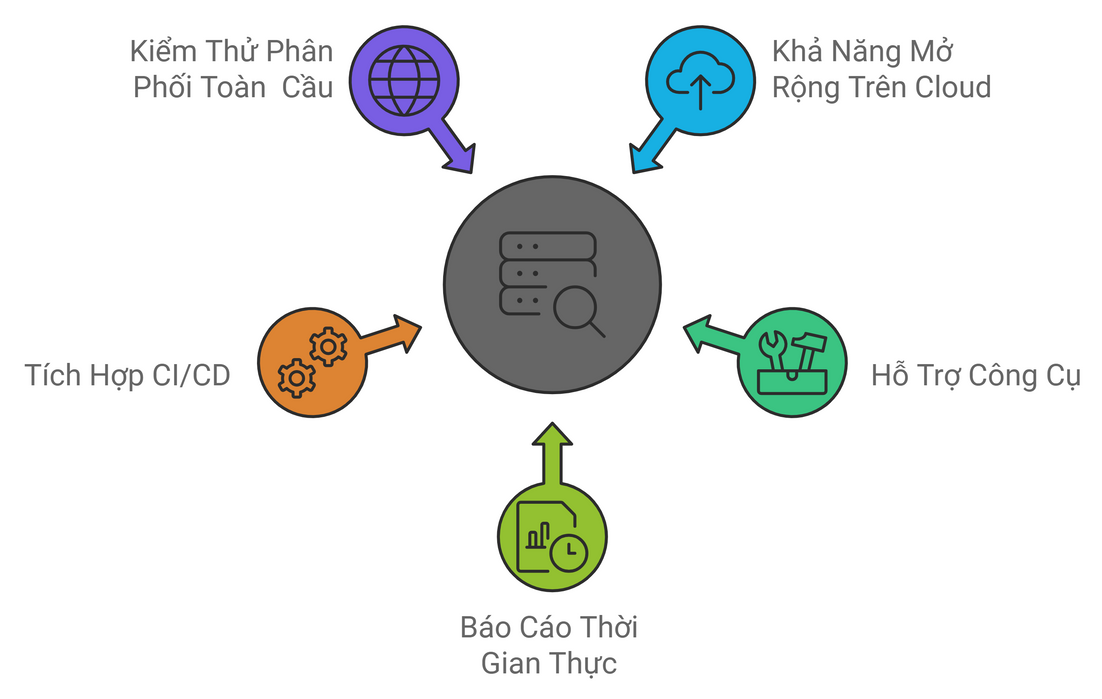 Kiểm Thử Phân
Phối Toàn Cầu
Khả Năng Mở
Rộng Trên Cloud
Tích Hợp CI/CD
Hỗ Trợ Công Cụ
Báo Cáo Thời
Gian Thực